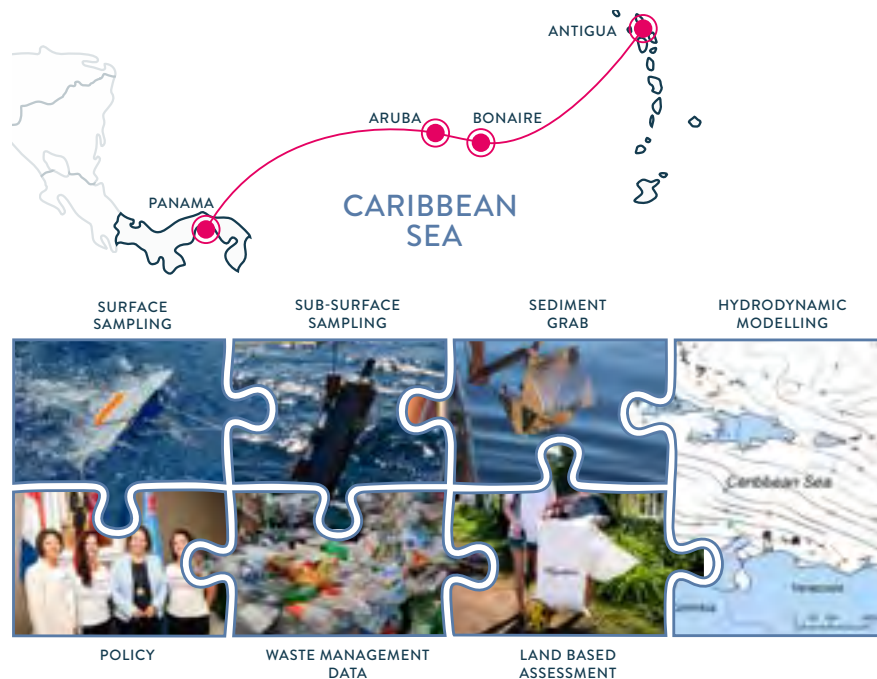 ANTIGUA
ARUBA
BONAIRE
PANAMA
CARIBBEAN
SEA
SURFACE
SAMPLING
SUB-SURFACE
SAMPLING
SEDIMENT
GRAB
HYDRODYNAMIC
MODELLING
Caribbean Sea
Venezuela
POLICY
WASTE MANAGEMENT
DATA
LAND BASED
ASSESSMENT